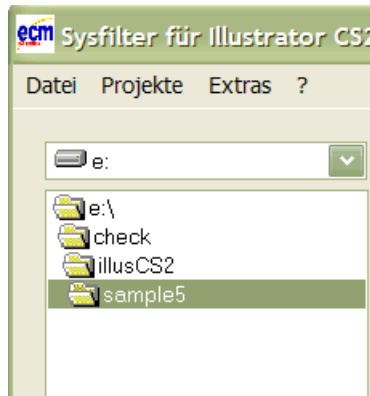 ecm Sysfilter für Illustrator CS2
Datei Projekte Extras ?
e:
e:\
check
illusCS2
sample5